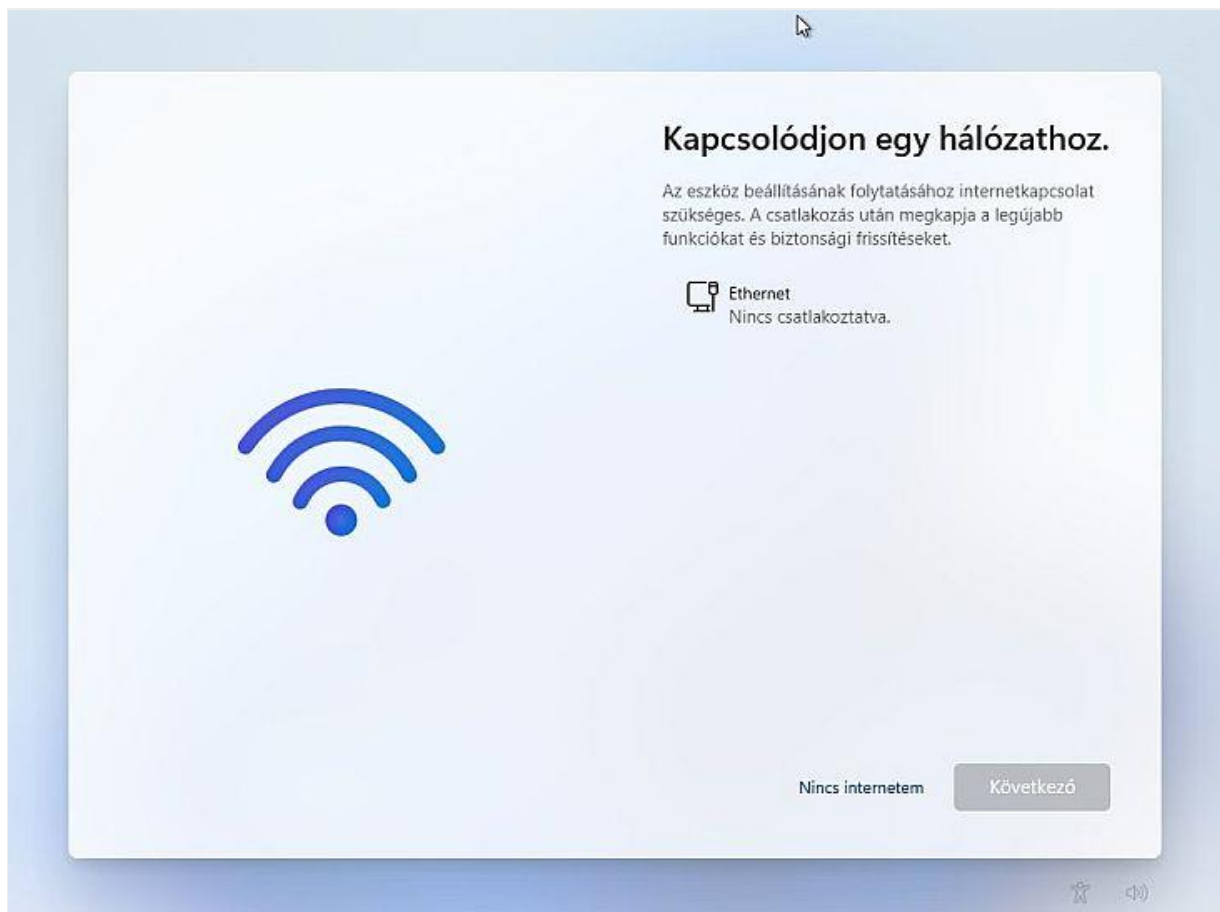 Kapcsolódjon egy hálózathoz.
Az eszköz beállításának folytatásához internetkapcsolat
szükséges. A csatlakozás után megkapja a legújabb
funkciókat és biztonsági frissítéseket.
Ethernet
Nincs csatlakoztatva.
Nincs internetem
Következő